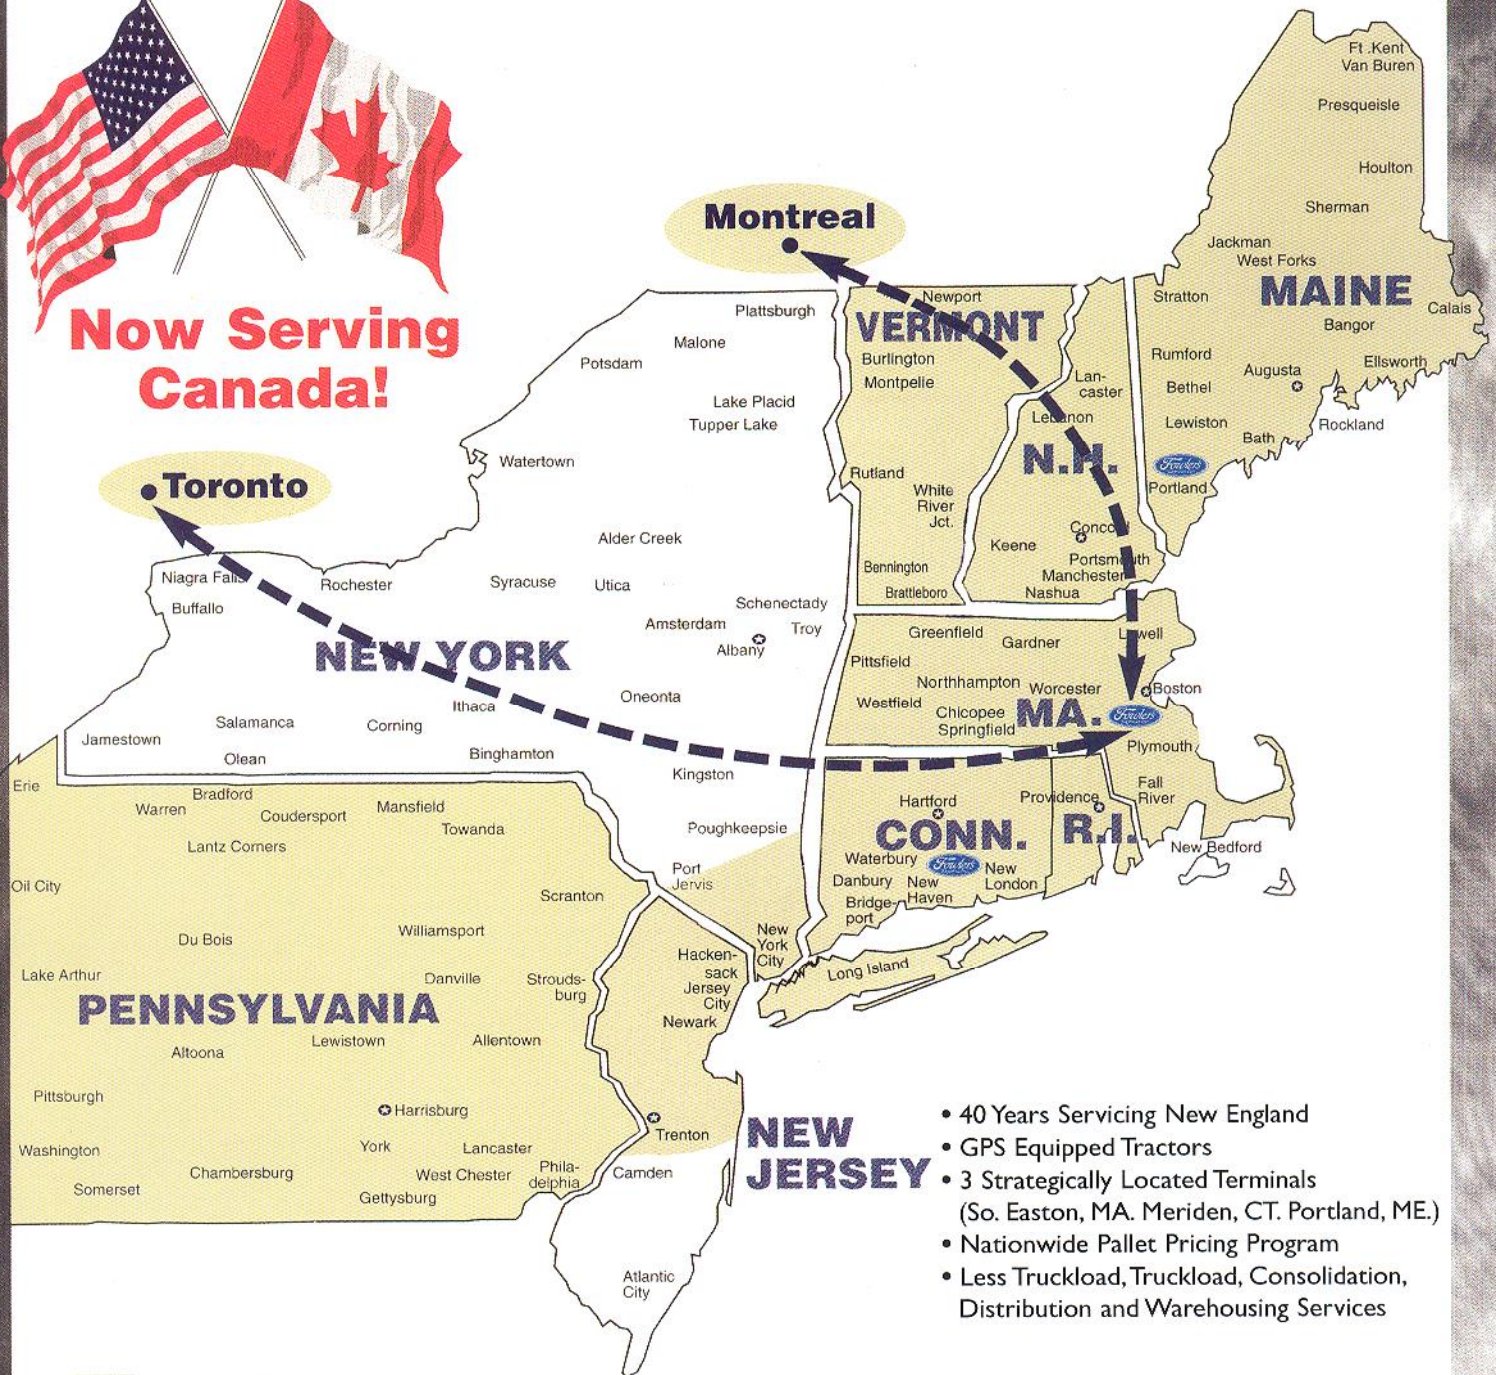 Now Serving
Canada!
Montreal
Toronto
Ft .Kent
Van Buren
Presqueisle
Houlton
Sherman
Jackman
West Forks
MAINE
Stratton
Calais
Bangor
Rumford
Ellsworth
Augusta
Bethel
Lewiston
Rockland
Bath
Fowlers
Portland
Newport
VERMONT
Burlington
Montpelie
Rutland
White
River
Jct.
Bennington
Brattleboro
Lan-
caster
Lebanon
N.H.
Concord
Keene
Portsmouth
Manchester
Nashua
Plattsburgh
Malone
Potsdam
Lake Placid
Tupper Lake
Watertown
Alder Creek
Niagra Falls
Rochester
Syracuse
Utica
Buffallo
Schenectady
Amsterdam
Troy
Albany
NEW YORK
Oneonta
Ithaca
Salamanca
Corning
Jamestown
Olean
Binghamton
Kingston
Poughkeepsie
Port
Jervis
New
York
City
Long Island
Greenfield
Gardner
Lowell
Pittsfield
Northhampton
Worcester
Boston
Westfield
Chicopee
Springfield
MA.
Fowlers
Plymouth
Fall
River
New Bedford
Hartford
Providence
CONN.
R.I.
Waterbury
Fowlers
New
London
Danbury
New
Haven
Bridge-
port
Erie
Bradford
Warren
Coudersport
Mansfield
Towanda
Lantz Corners
Oil City
Scranton
Williamsport
Du Bois
Lake Arthur
Danville
Strouds-
burg
PENNSYLVANIA
Lewistown
Allentown
Altoona
Pittsburgh
Harrisburg
Washington
York
Lancaster
Chambersburg
West Chester
Phila-
delphia
Somerset
Gettysburg
Hacken-
sack
Jersey
City
Newark
Trenton
NEW
JERSEY
Camden
Atlantic
City
• 40 Years Servicing New England
• GPS Equipped Tractors
• 3 Strategically Located Terminals
(So. Easton, MA. Meriden, CT. Portland, ME.)
• Nationwide Pallet Pricing Program
• Less Truckload, Truckload, Consolidation,
Distribution and Warehousing Services